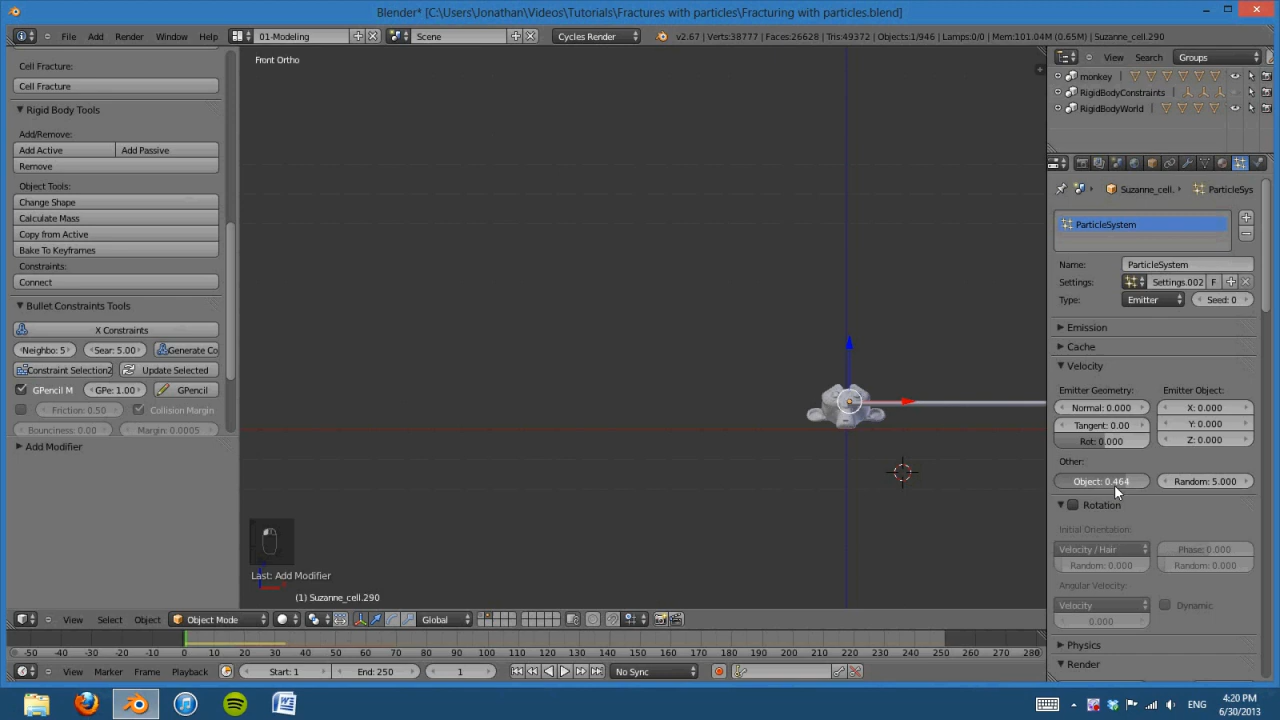 Blender* [C:\Users\Jonathan\Videos\Tutorials\Fractures with particles\Fracturing with particles.blend]
File Add Render Window Help 01-Modeling Scene Cycles Render v2.67 | Verts:38777 | Faces:26628 | Tris:49372 | Objects:1/946 | Lamps:0/0 | Mem:101.04M (0.65M) | Suzanne_cell.290
View Search Groups
Front Ortho
Cell Fracture:
Cell Fracture
Rigid Body Tools
Add/Remove:
Add Active Add Passive
Remove
Object Tools:
Change Shape
Calculate Mass
Copy from Active
Bake To Keyframes
Constraints:
Connect
Bullet Constraints Tools
X Constraints
Neighbo: 5 Sear: 5.00 Generate Co
Constraint Selection2 Update Selected
GPencil M GPe: 1.00 GPencil
Friction: 0.50 Collision Margin
Bounciness: 0.00 Margin: 0.0005
Add Modifier
Last: Add Modifier
(1) Suzanne_cell.290
monkey
RigidBodyConstraints
RigidBodyWorld
Suzanne_cell. ParticleSys
ParticleSystem
Name: ParticleSystem
Settings: Settings.002 F
Type: Emitter Seed: 0
Emission
Cache
Velocity
Emitter Geometry: Emitter Object:
Normal: 0.000 X: 0.000
Tangent: 0.00 Y: 0.000
Rot: 0.000 Z: 0.000
Other:
Object: 0.464 Random: 5.000
Rotation
Initial Orientation:
Velocity / Hair Phase: 0.000
Random: 0.000 Random: 0.000
Angular Velocity:
Velocity Dynamic
0.000
Physics
Render
View Select Object Object Mode Global
-50 -40 -30 -20 -10 0 10 20 30 40 50 60 70 80 90 100 110 120 130 140 150 160 170 180 190 200 210 220 230 240 250 260 270 280
View Marker Frame Playback Start: 1 End: 250 1 No Sync
ENG
4:20 PM
6/30/2013